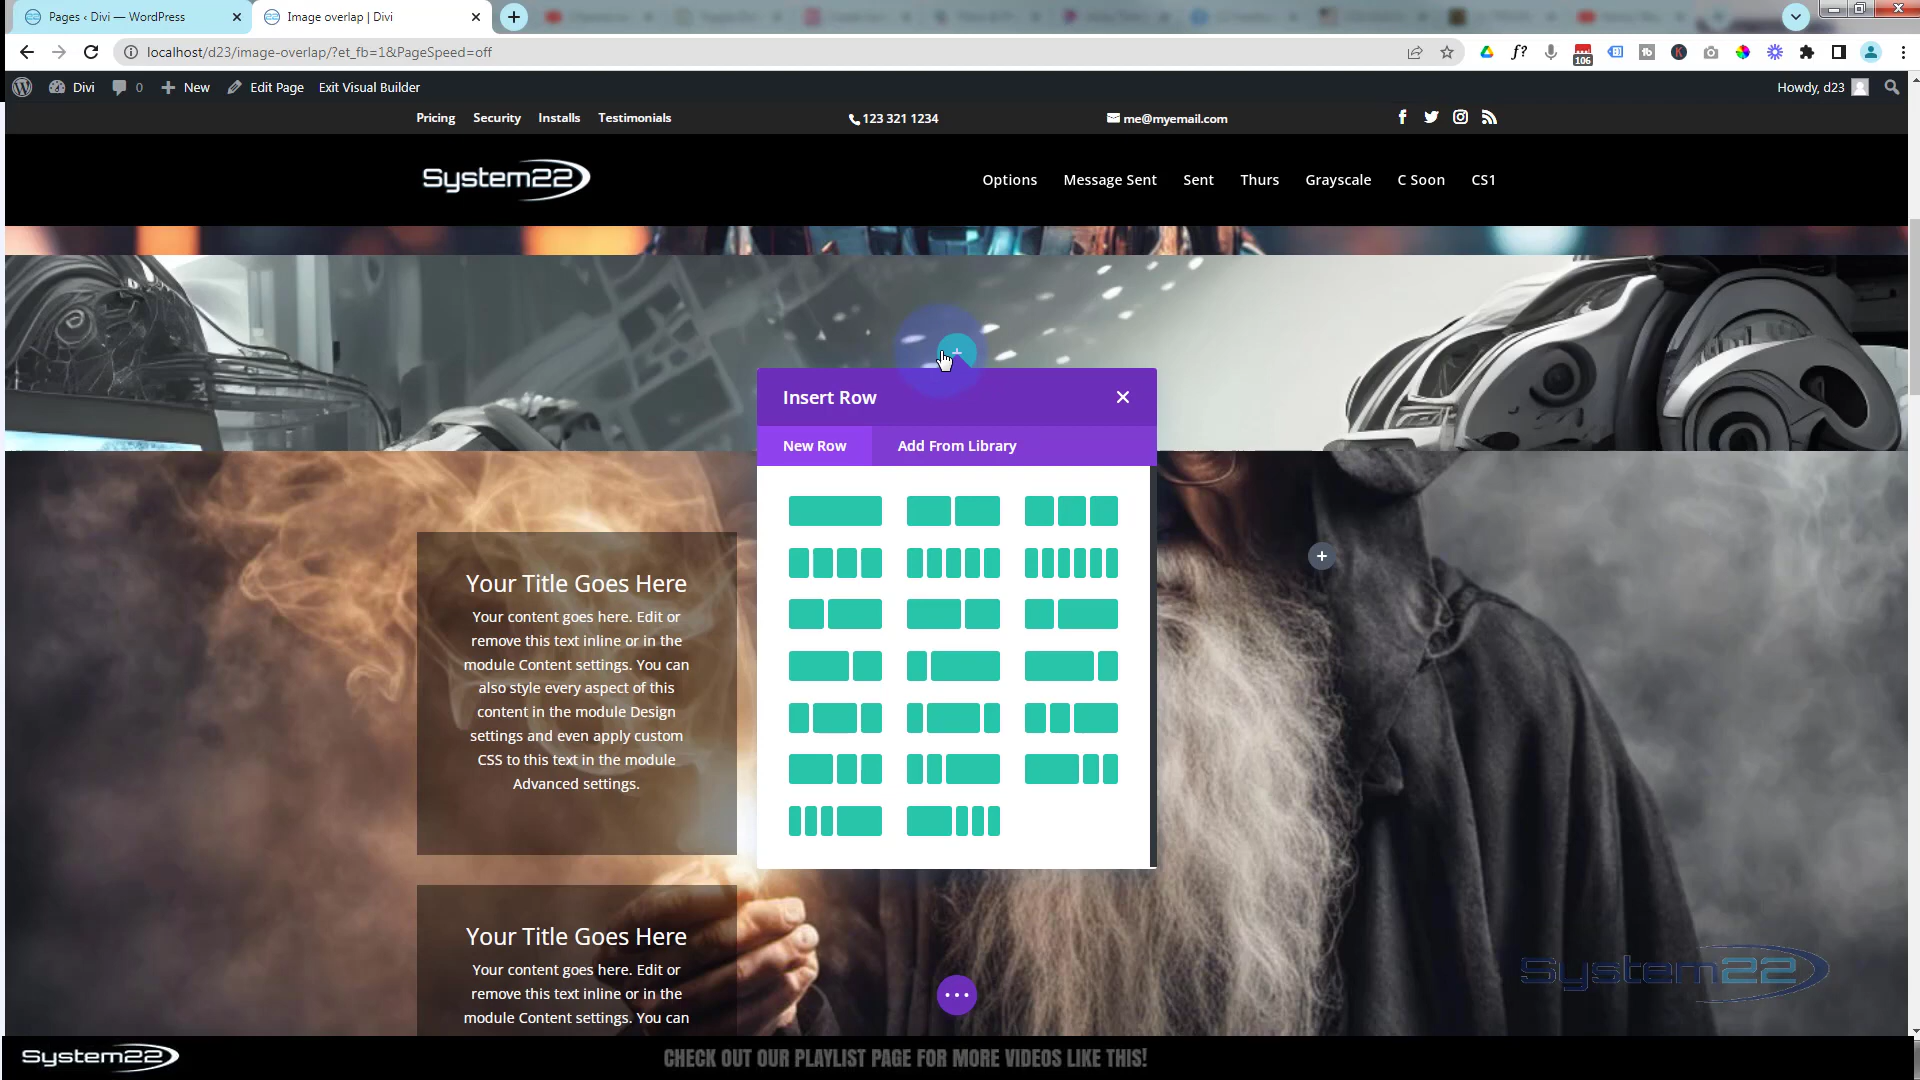 Pages ‹ Divi — WordPress
Image overlap | Divi
localhost/d23/image-overlap/?et_fb=1&PageSpeed=off
106
Divi
0
New
Edit Page
Exit Visual Builder
Howdy, d23
Pricing
Security
Installs
Testimonials
123 321 1234
me@myemail.com
System22
Options
Message Sent
Sent
Thurs
Grayscale
C Soon
CS1
Insert Row
New Row
Add From Library
Your Title Goes Here
Your content goes here. Edit or
remove this text inline or in the
module Content settings. You can
also style every aspect of this
content in the module Design
settings and even apply custom
CSS to this text in the module
Advanced settings.
Your Title Goes Here
Your content goes here. Edit or
remove this text inline or in the
module Content settings. You can
System22
System22
CHECK OUT OUR PLAYLIST PAGE FOR MORE VIDEOS LIKE THIS!